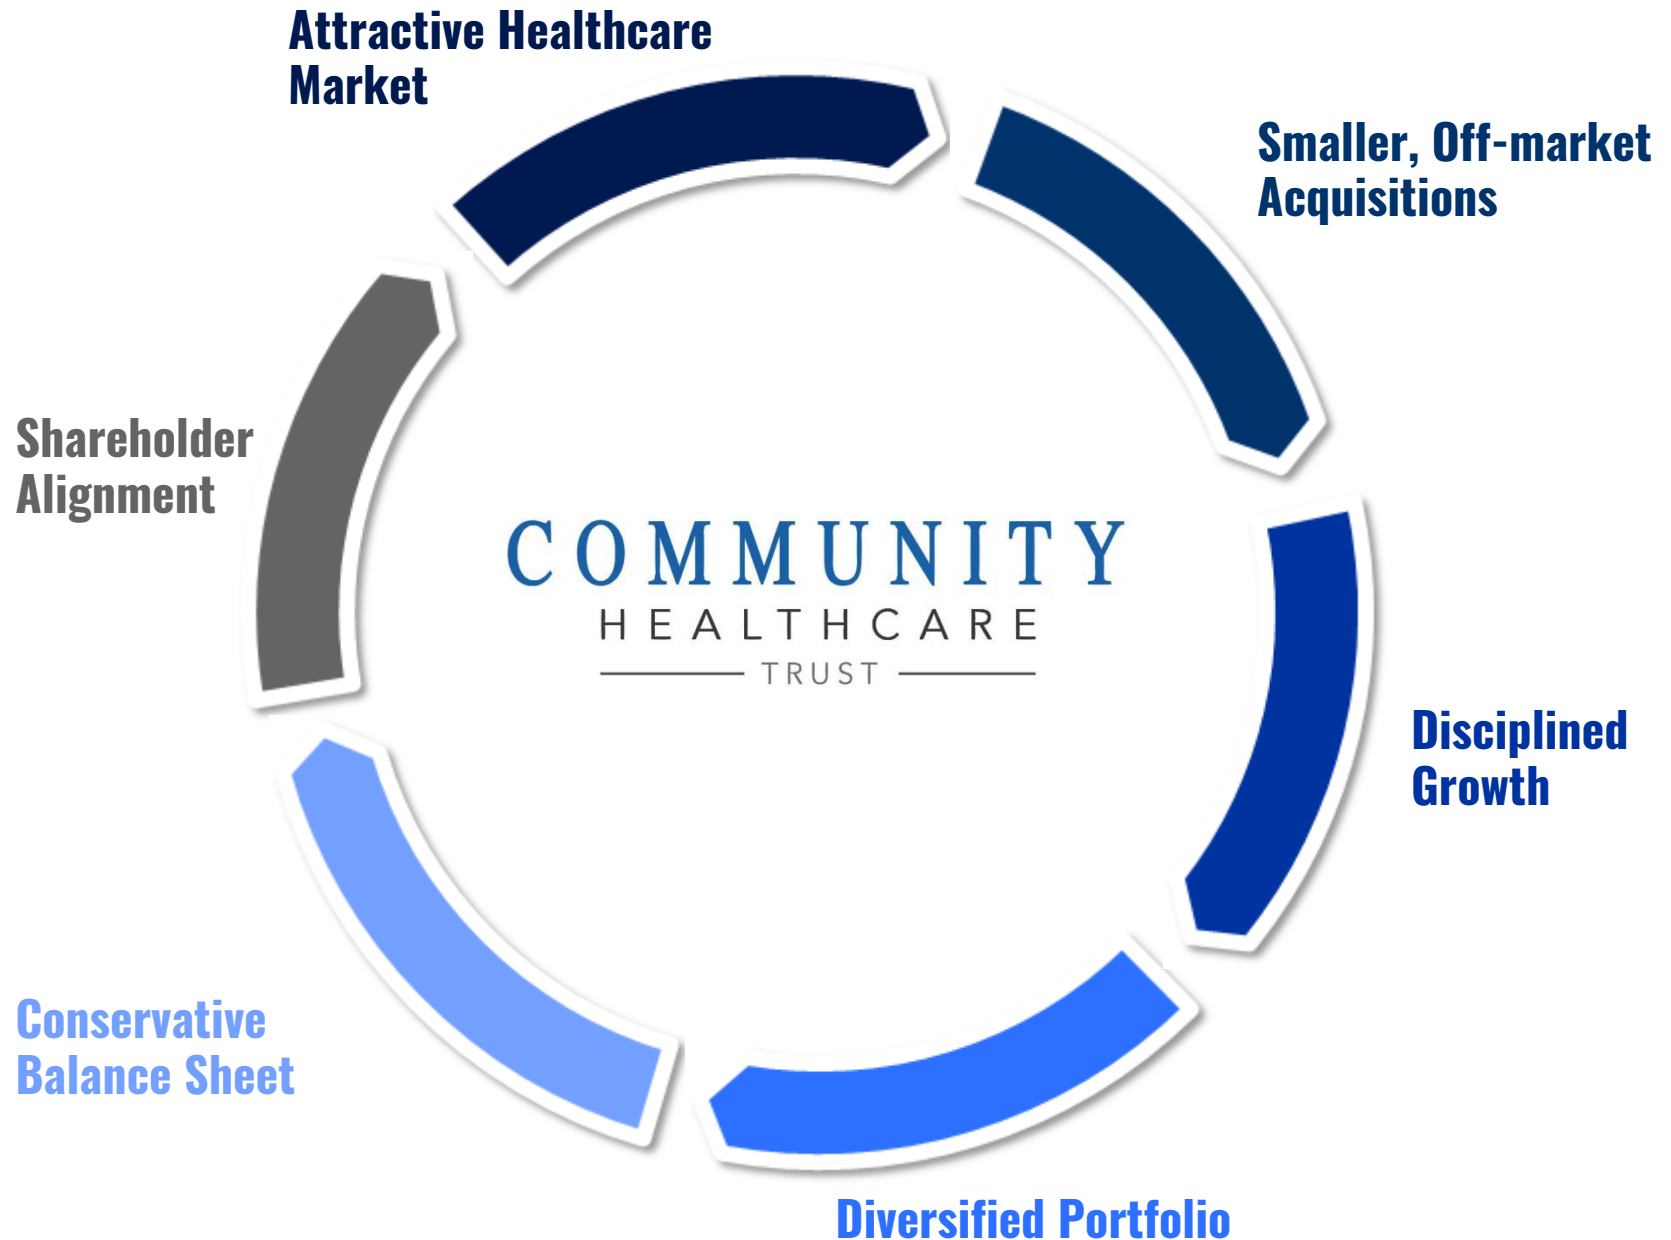 Attractive Healthcare
Market
Smaller, Off-market
Acquisitions
Disciplined
Growth
Diversified Portfolio
Conservative
Balance Sheet
Shareholder
Alignment
COMMUNITY
HEALTHCARE
TRUST